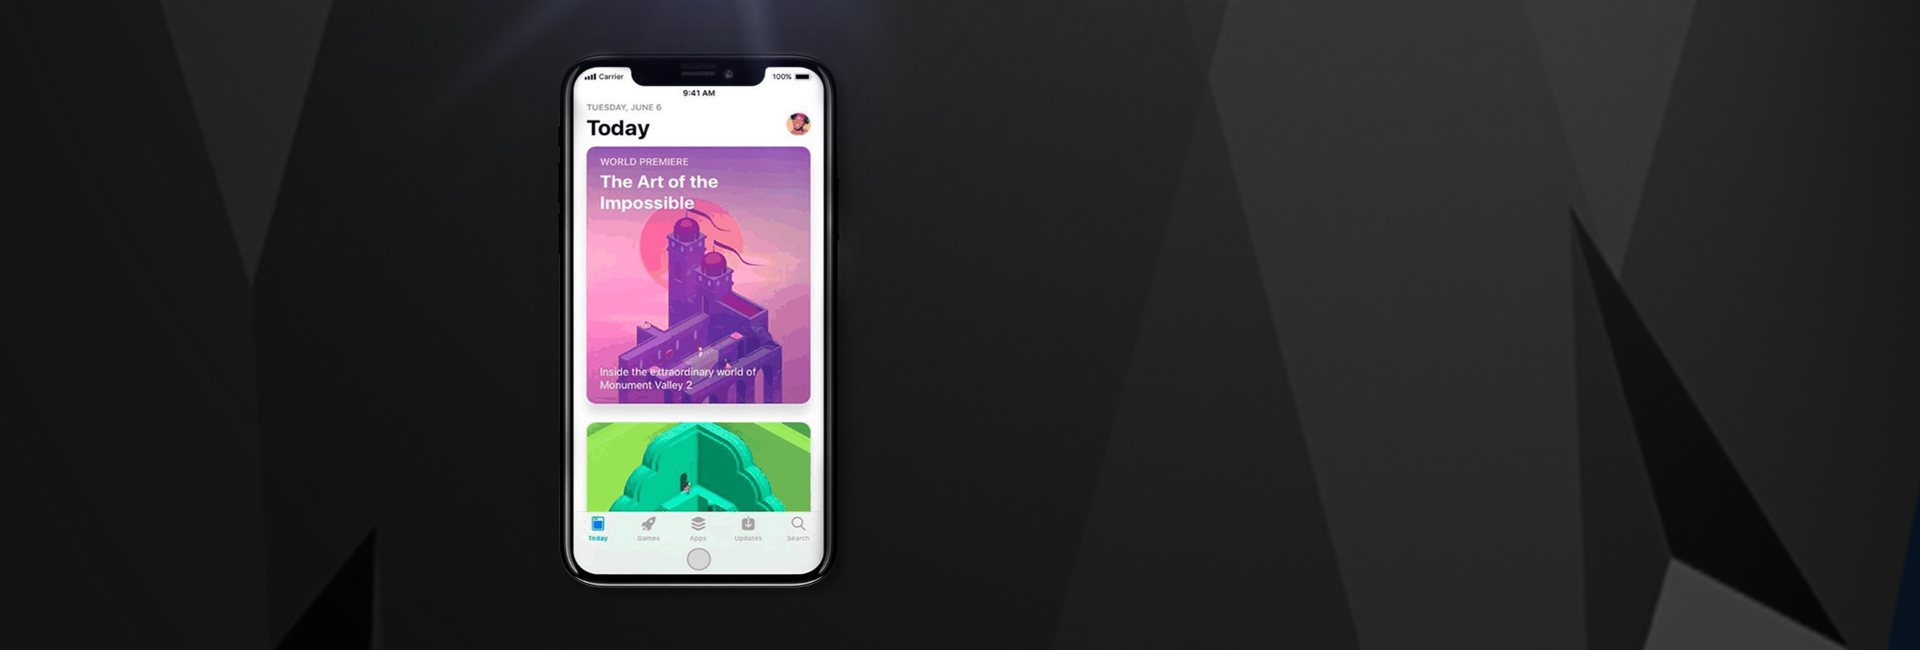 Carrier
100%
9:41 AM
TUESDAY, JUNE 6
Today
WORLD PREMIERE
The Art of the
Impossible
Inside the extraordinary world of
Monument Valley 2
Today
Games
Apps
Updates
Search